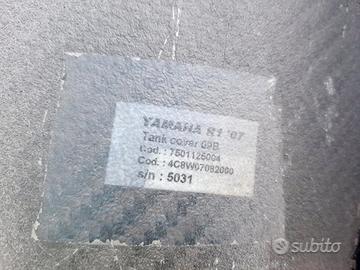 YAMAHA R1 '07
Tank cover 09B
Cod. : 7501125004
Cod. : 4C8W07082000
s/n : 5031
subito